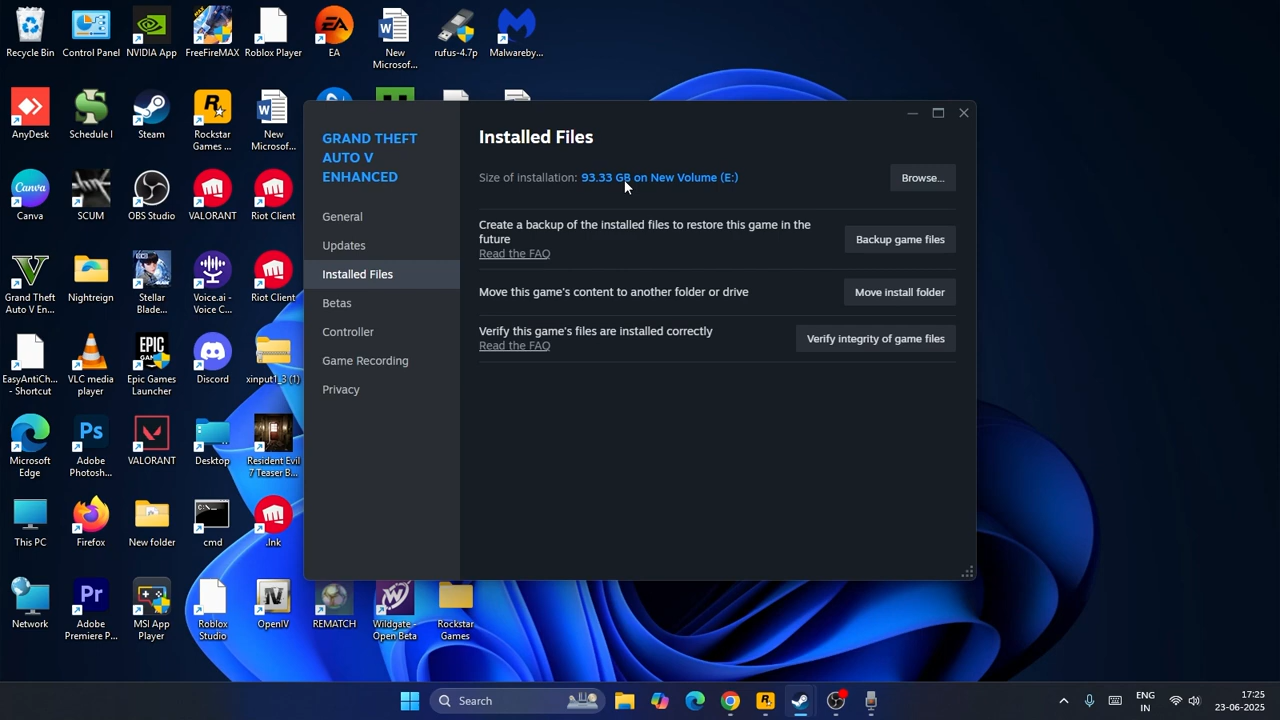 Recycle Bin
Control Panel
NVIDIA App
FreeFireMAX
Roblox Player
EA
New
Microsof...
rufus-4.7p
Malwareby...
AnyDesk
Schedule I
Steam
Rockstar
Games ...
New
Microsof...
Canva
SCUM
OBS Studio
VALORANT
Riot Client
Grand Theft
Auto V En...
Nightreign
Stellar
Blade...
Voice.ai -
Voice C...
Riot Client
EasyAntiCh...
- Shortcut
VLC media
player
Epic Games
Launcher
Discord
xinput1_3 (1)
Microsoft
Edge
Adobe
Photosh...
VALORANT
Desktop
Resident Evil
7 Teaser B...
This PC
Firefox
New folder
cmd
.lnk
Network
Adobe
Premiere P...
MSI App
Player
Roblox
Studio
OpenIV
REMATCH
Wildgate -
Open Beta
Rockstar
Games
GRAND THEFT
AUTO V
ENHANCED
General
Updates
Installed Files
Betas
Controller
Game Recording
Privacy
Installed Files
Size of installation: 93.33 GB on New Volume (E:)
Browse...
Create a backup of the installed files to restore this game in the
future
Read the FAQ
Backup game files
Move this game's content to another folder or drive
Move install folder
Verify this game's files are installed correctly
Read the FAQ
Verify integrity of game files
Search
ENG
IN
17:25
23-06-2025